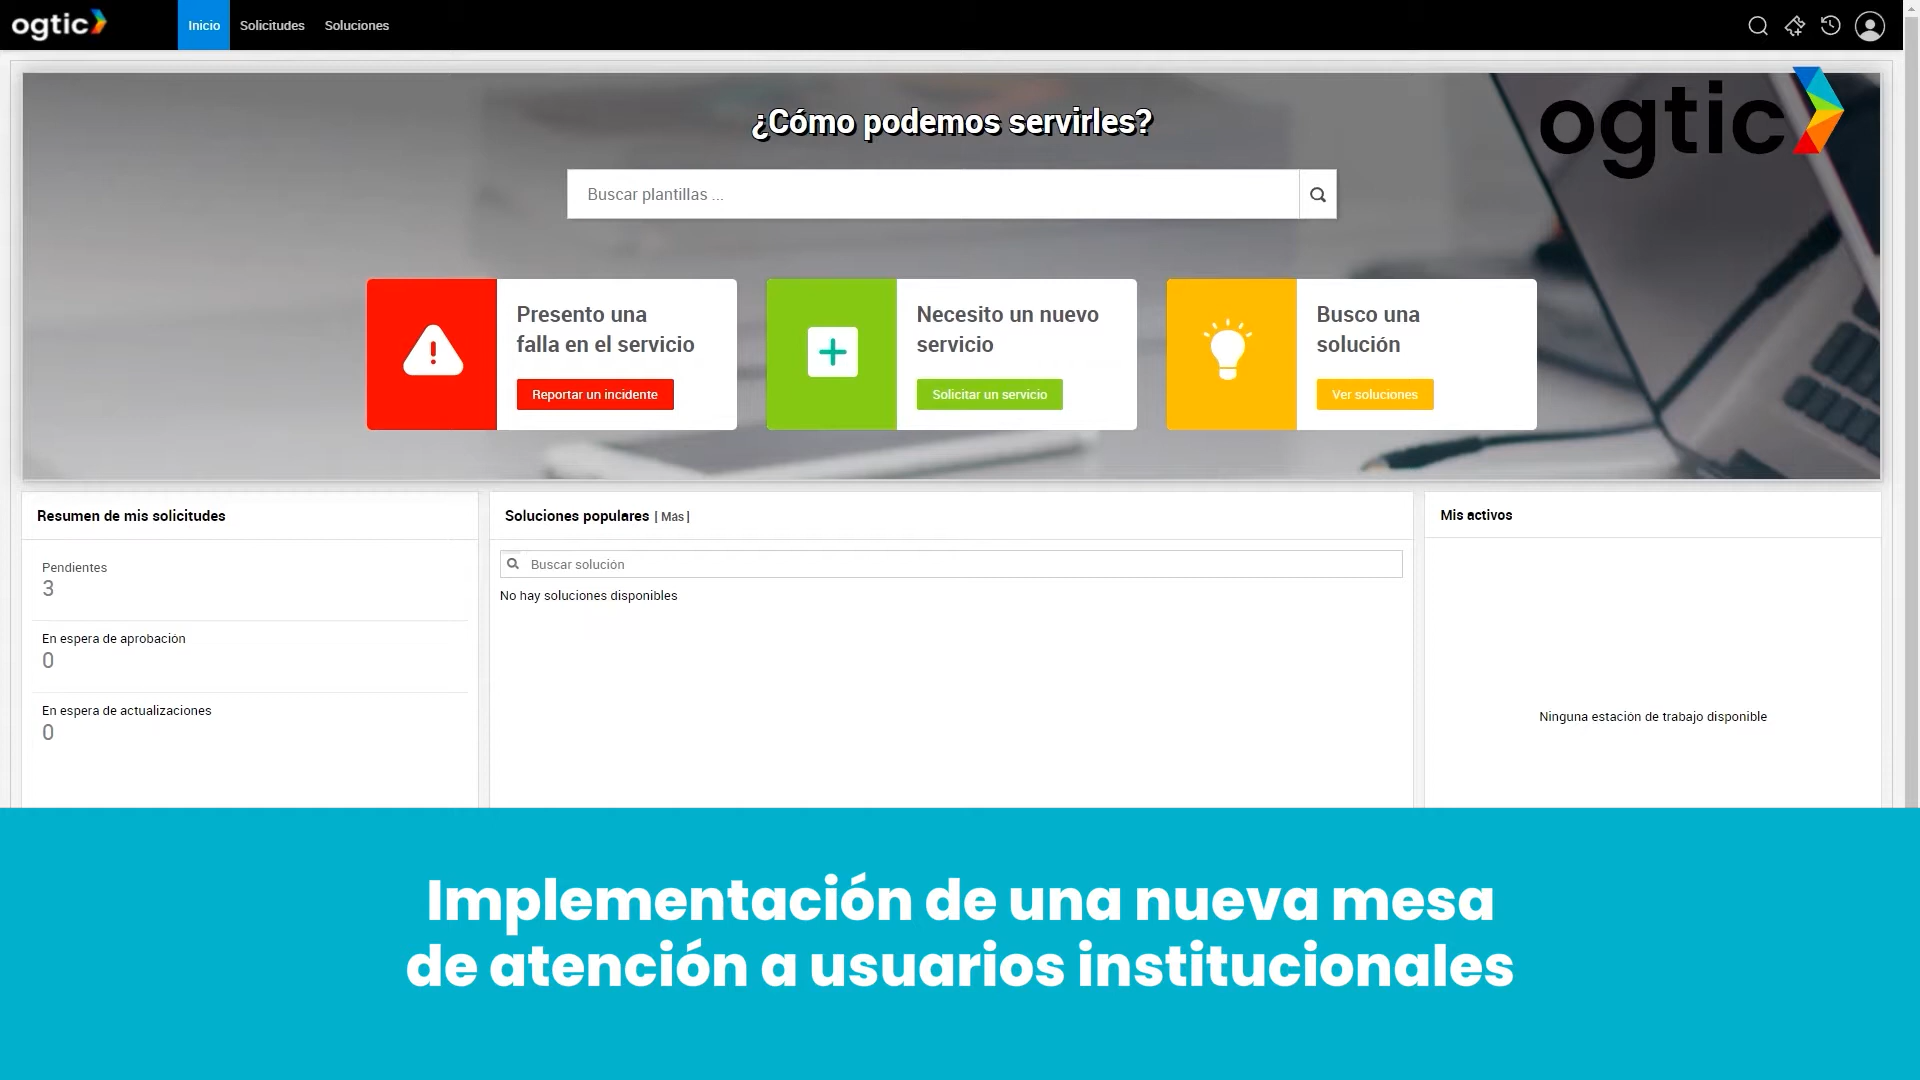 ogtic
Inicio
Solicitudes
Soluciones
¿Cómo podemos servirles?
ogtic
Buscar plantillas ...
Presento una
falla en el servicio
Reportar un incidente
Necesito un nuevo
servicio
Solicitar un servicio
Busco una
solución
Ver soluciones
Resumen de mis solicitudes
Pendientes
3
En espera de aprobación
0
En espera de actualizaciones
0
Soluciones populares [ Más ]
Buscar solución
No hay soluciones disponibles
Mis activos
Ninguna estación de trabajo disponible
Implementación de una nueva mesa
de atención a usuarios institucionales